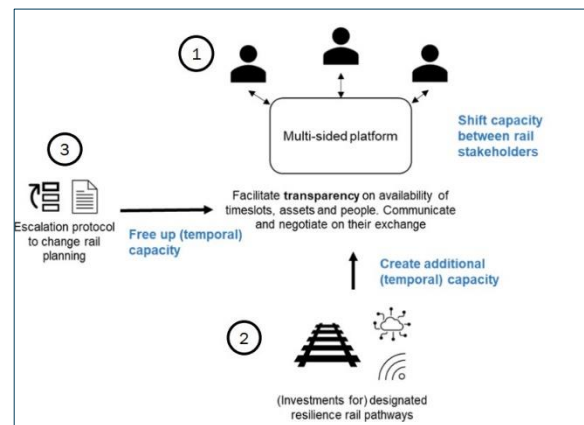 1
Multi-sided platform
Shift capacity
between rail
stakeholders
3
Escalation protocol
to change rail
planning
Free up (temporal)
capacity
Facilitate transparency on availability of
timeslots, assets and people. Communicate
and negotiate on their exchange
Create additional
(temporal) capacity
2
(Investments for) designated
resilience rail pathways